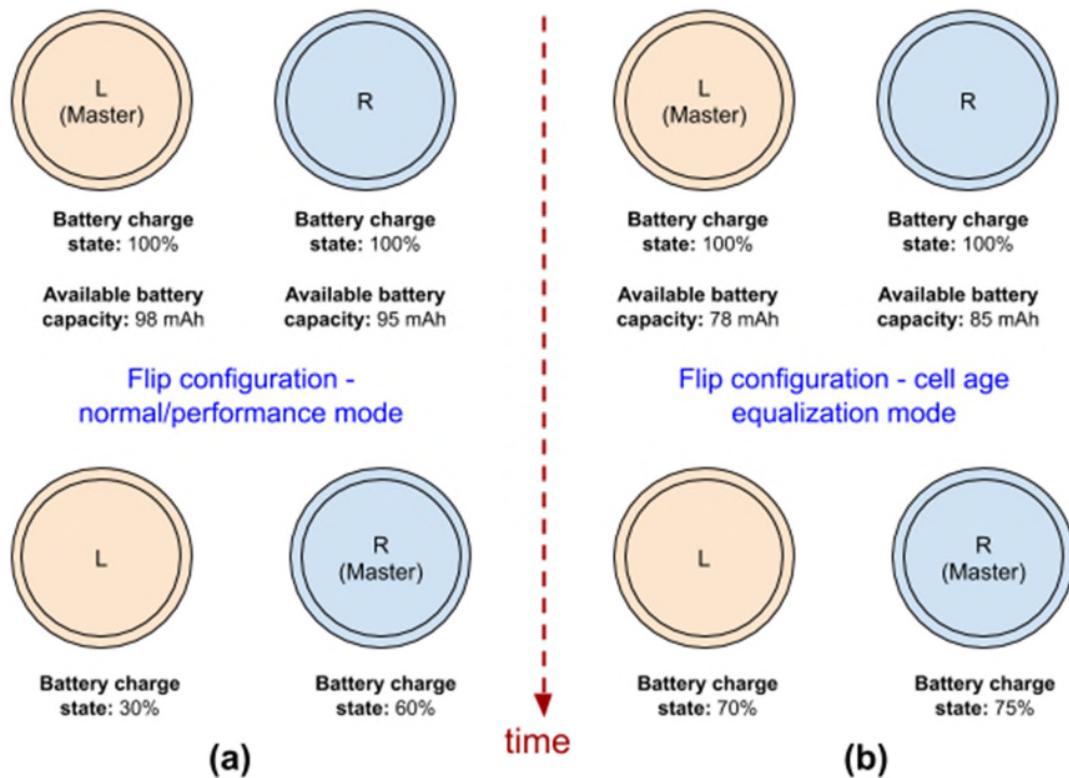 L
(Master)
R
Battery charge
state: 100%
Battery charge
state: 100%
Available battery
capacity: 98 mAh
Available battery
capacity: 95 mAh
Flip configuration -
normal/performance mode
L
R
(Master)
Battery charge
state: 30%
Battery charge
state: 60%
(a)
time
L
(Master)
R
Battery charge
state: 100%
Battery charge
state: 100%
Available battery
capacity: 78 mAh
Available battery
capacity: 85 mAh
Flip configuration - cell age
equalization mode
L
R
(Master)
Battery charge
state: 70%
Battery charge
state: 75%
(b)